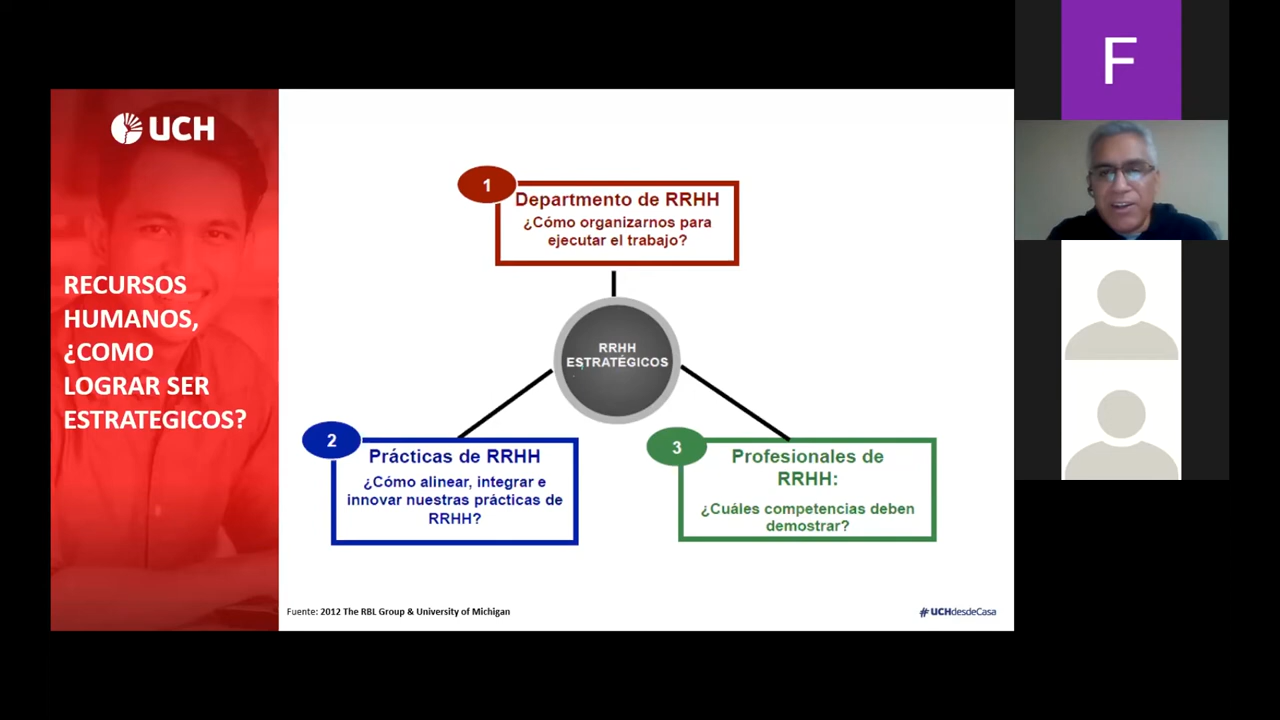 UCH
RECURSOS
HUMANOS,
¿COMO
LOGRAR SER
ESTRATEGICOS?
1
Departmento de RRHH
¿Cómo organizarnos para
ejecutar el trabajo?
RRHH
ESTRATÉGICOS
2
Prácticas de RRHH
¿Cómo alinear, integrar e
innovar nuestras prácticas de
RRHH?
3
Profesionales de
RRHH:
¿Cuáles competencias deben
demostrar?
Fuente: 2012 The RBL Group & University of Michigan
#UCHdesdeCasa
F